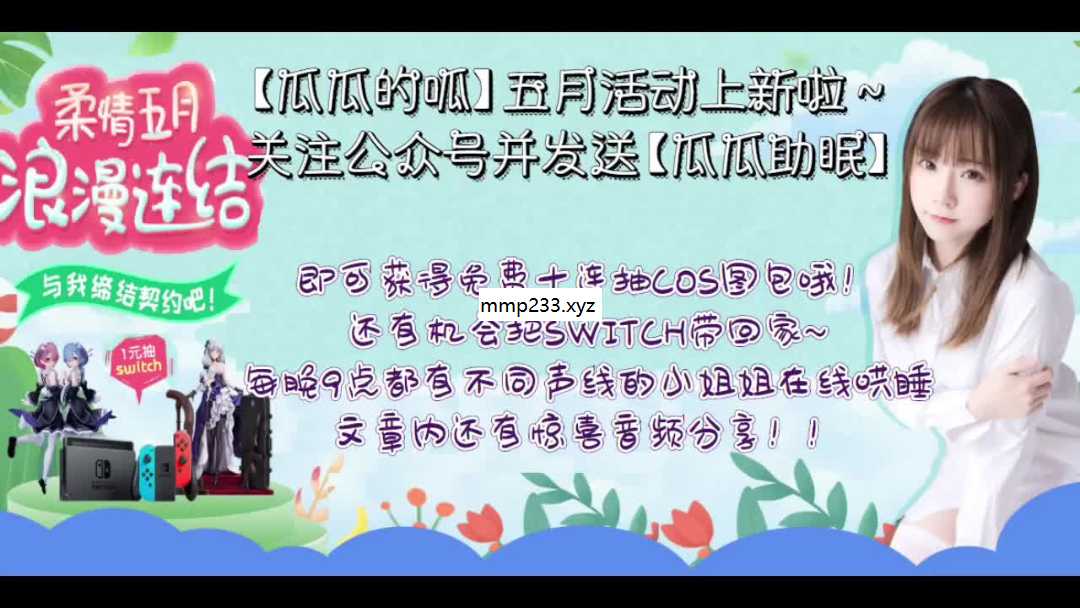 【瓜瓜的呱】五月活动上新啦~
关注公众号并发送【瓜瓜助眠】
柔情五月
浪漫连结
与我缔结契约吧！
1元抽
switch
即可获得免费十连抽COS图包哦！
mmp233.xyz
还有机会把SWITCH带回家~
每晚9点都有不同声线的小姐姐在线哄睡
文章内还有惊喜音频分享！！